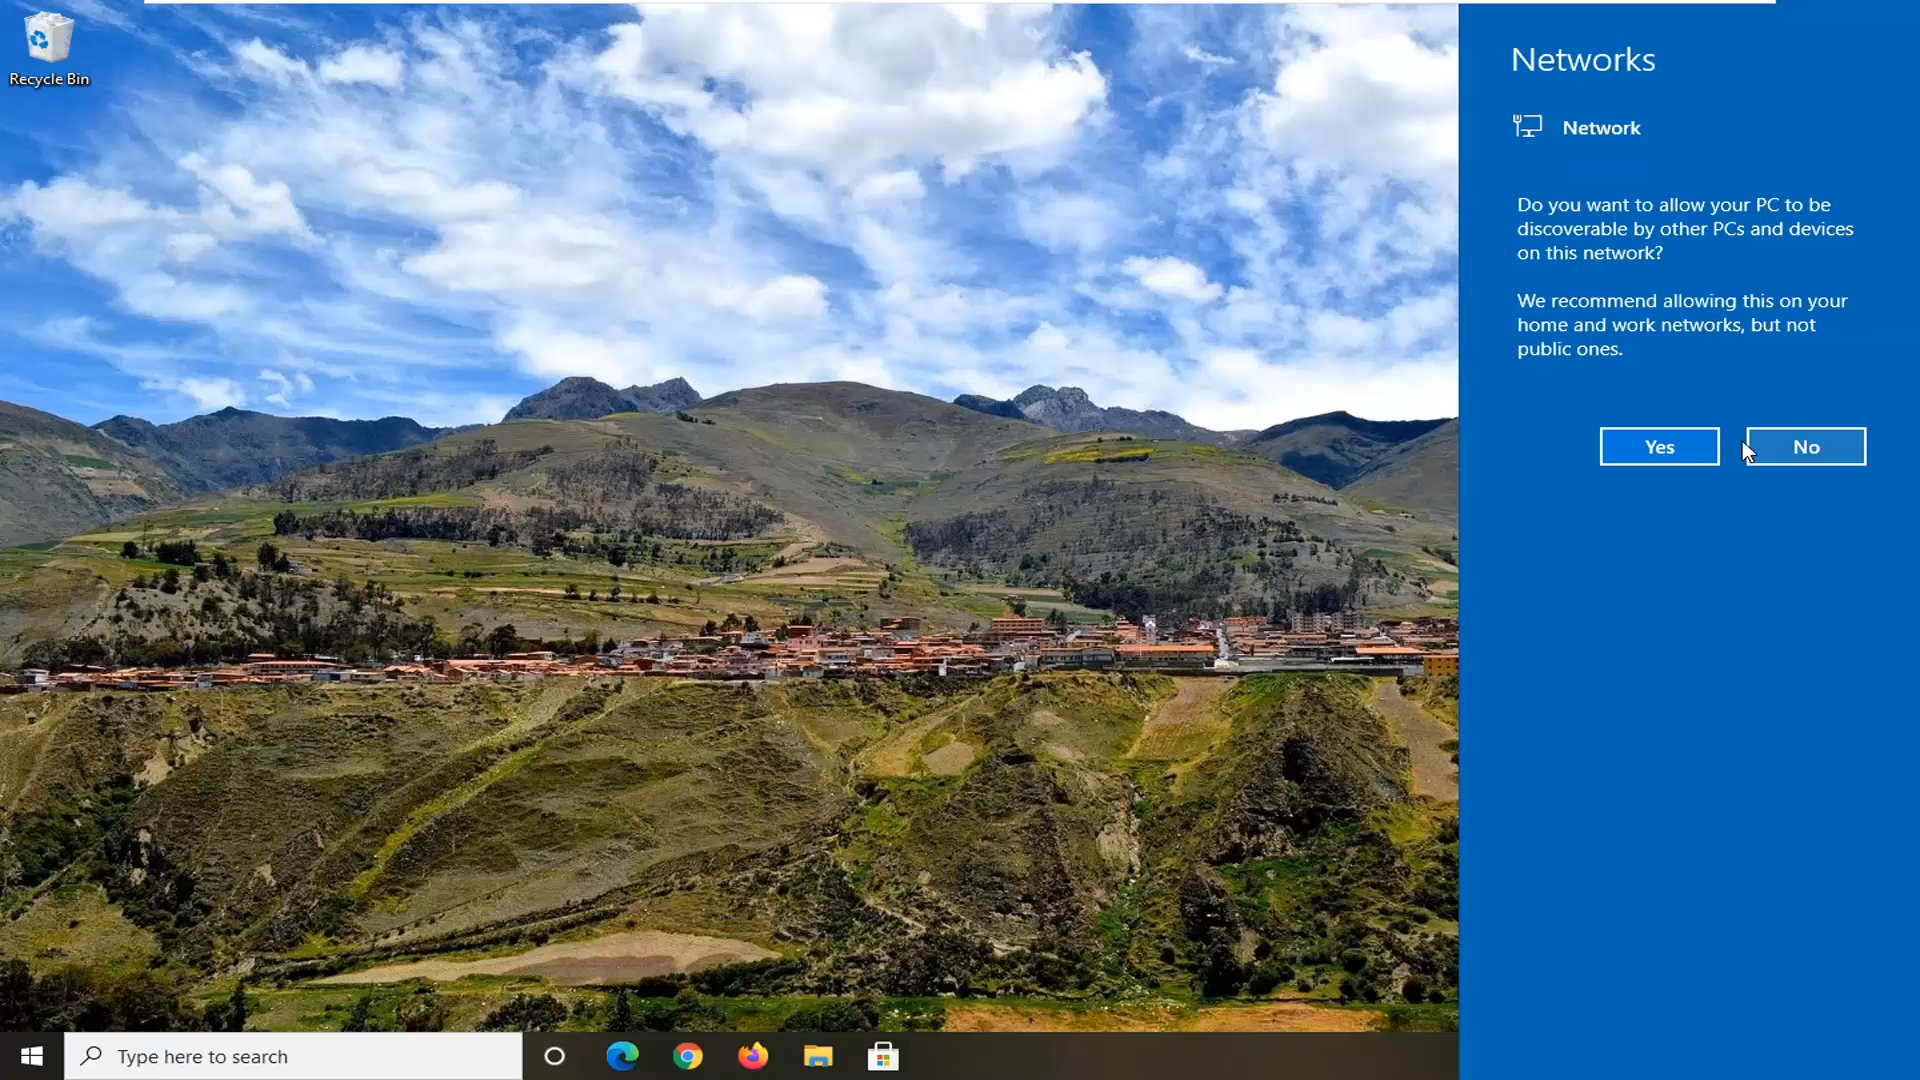 Recycle Bin
Networks
Network
Do you want to allow your PC to be
discoverable by other PCs and devices
on this network?
We recommend allowing this on your
home and work networks, but not
public ones.
Yes
No
Type here to search